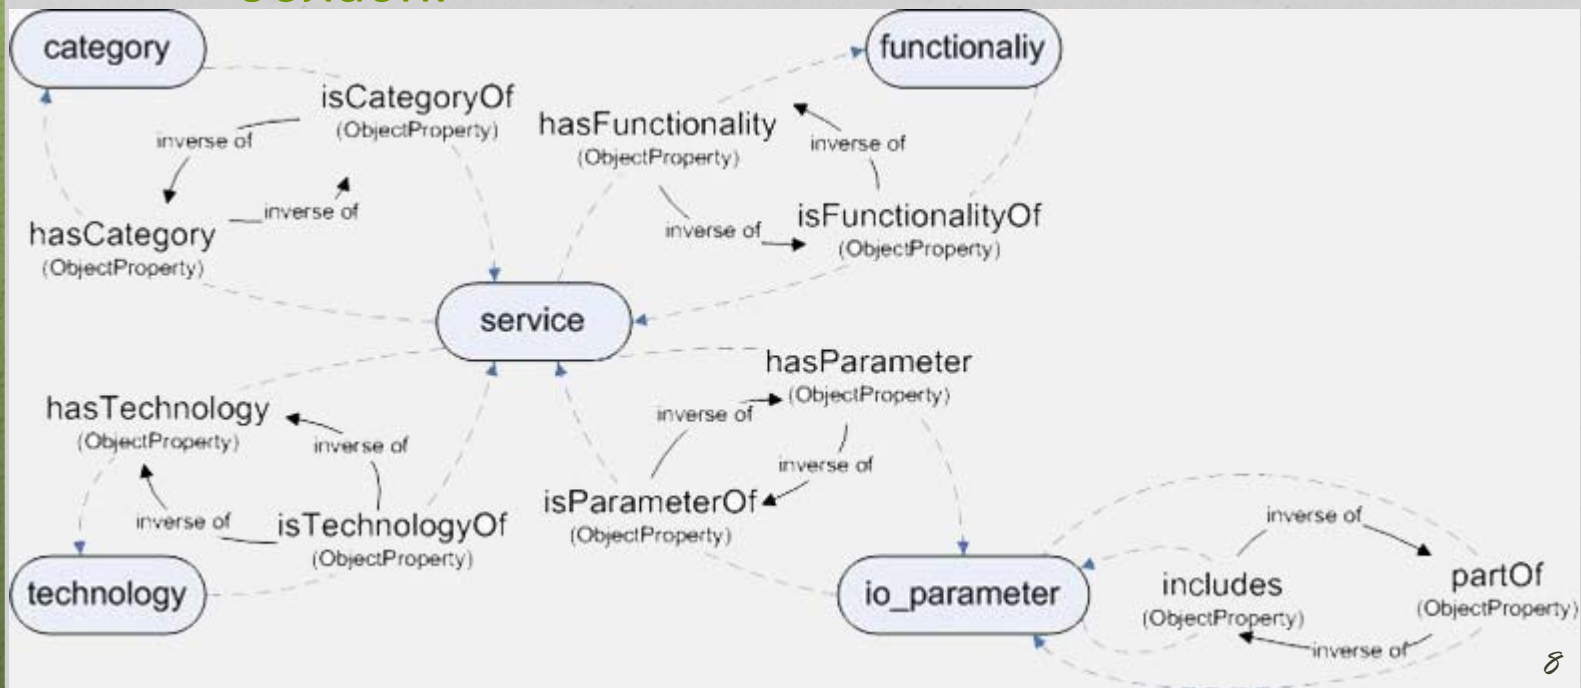 category
functionaliy
isCategoryOf
(ObjectProperty)
hasFunctionality
(ObjectProperty)
inverse of
inverse of
inverse of
isFunctionalityOf
(ObjectProperty)
inverse of
hasCategory
(ObjectProperty)
service
hasParameter
(ObjectProperty)
hasTechnology
(ObjectProperty)
inverse of
inverse of
inverse of
isParameterOf
(ObjectProperty)
inverse of
isTechnologyOf
(ObjectProperty)
inverse of
technology
io_parameter
includes
(ObjectProperty)
partOf
(ObjectProperty)
inverse of
8